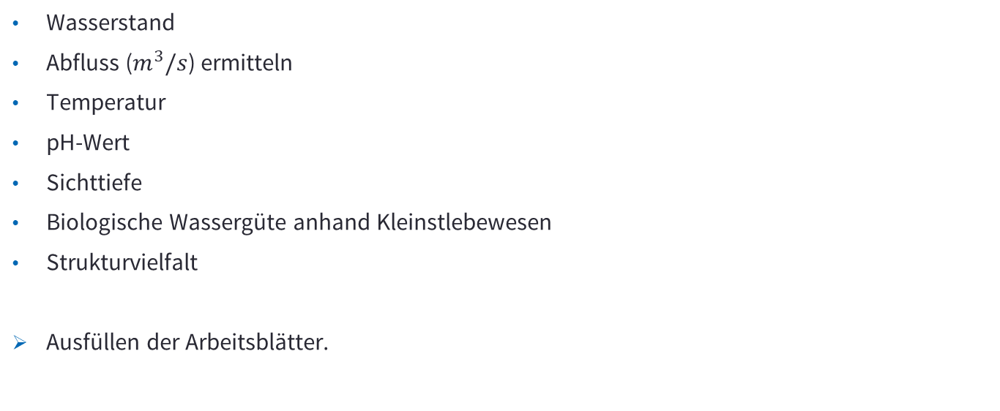 • Wasserstand
• Abfluss (m³/s) ermitteln
• Temperatur
• pH-Wert
• Sichttiefe
• Biologische Wassergüte anhand Kleinstlebewesen
• Strukturvielfalt
➢ Ausfüllen der Arbeitsblätter.